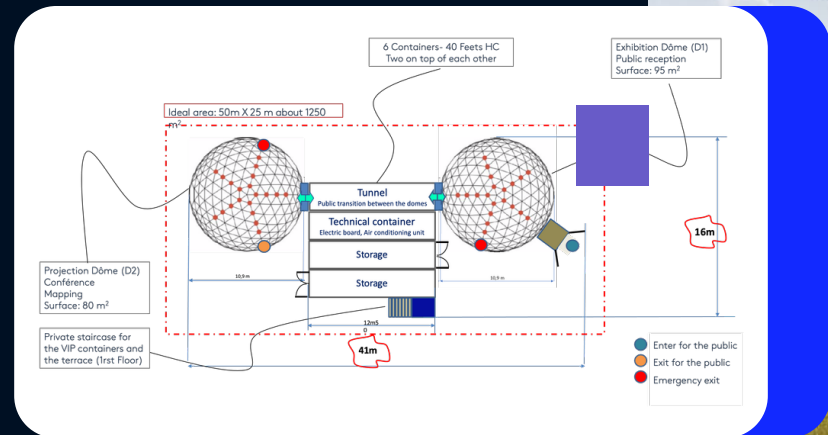 6 Containers- 40 Feets HC
Two on top of each other
Exhibition Dôme (D1)
Public reception
Surface: 95 m²
Ideal area: 50m X 25 m about 1250
m²
Tunnel
Public transition between the domes
Technical container
Electric board, Air conditioning unit
Storage
Storage
16m
10,9 m
10,9 m
Projection Dôme (D2)
Conférence
Mapping
Surface: 80 m²
12m5
0
Private staircase for
the VIP containers and
the terrace (1rst Floor)
41m
Enter for the public
Exit for the public
Emergency exit